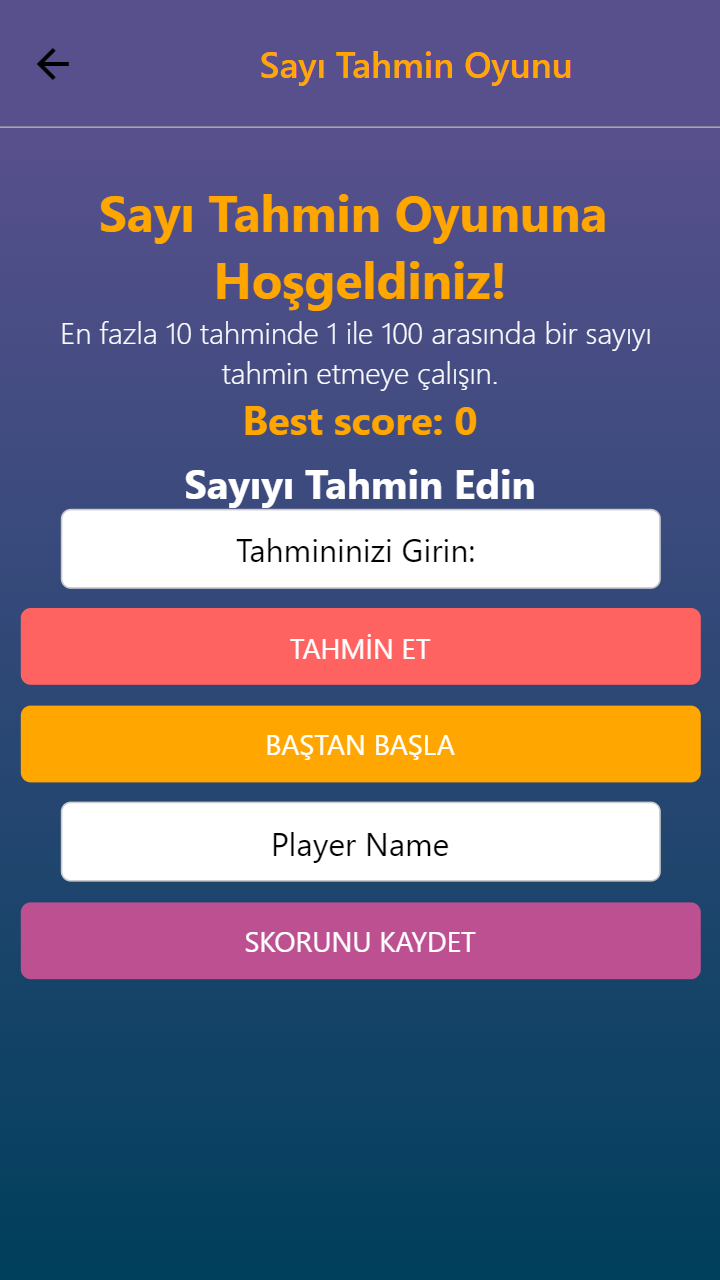 Sayı Tahmin Oyunu
Sayı Tahmin Oyununa
Hoşgeldiniz!
En fazla 10 tahminde 1 ile 100 arasında bir sayıyı
tahmin etmeye çalışın.
Best score: 0
Sayıyı Tahmin Edin
Tahmininizi Girin:
TAHMİN ET
BAŞTAN BAŞLA
Player Name
SKORUNU KAYDET